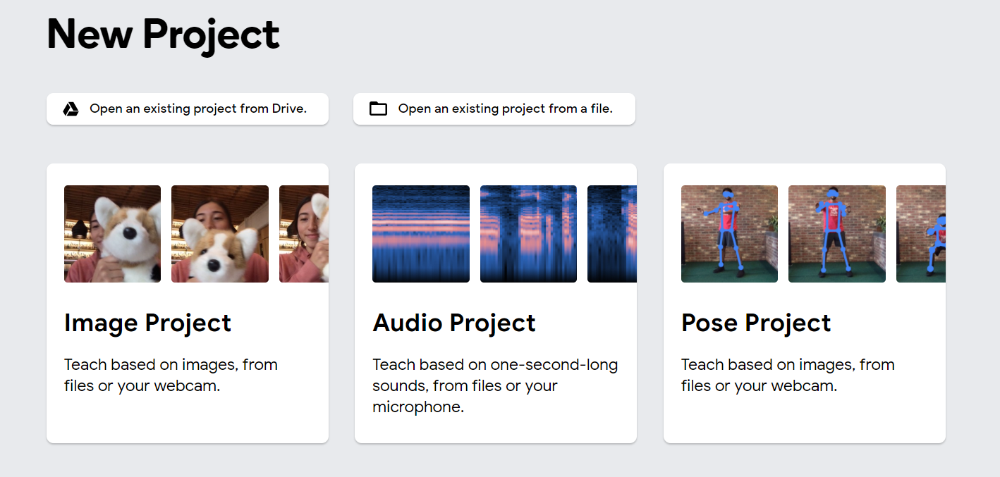 New Project
Open an existing project from Drive.
Open an existing project from a file.
Image Project
Teach based on images, from
files or your webcam.
Audio Project
Teach based on one-second-long
sounds, from files or your
microphone.
Pose Project
Teach based on images, from
files or your webcam.